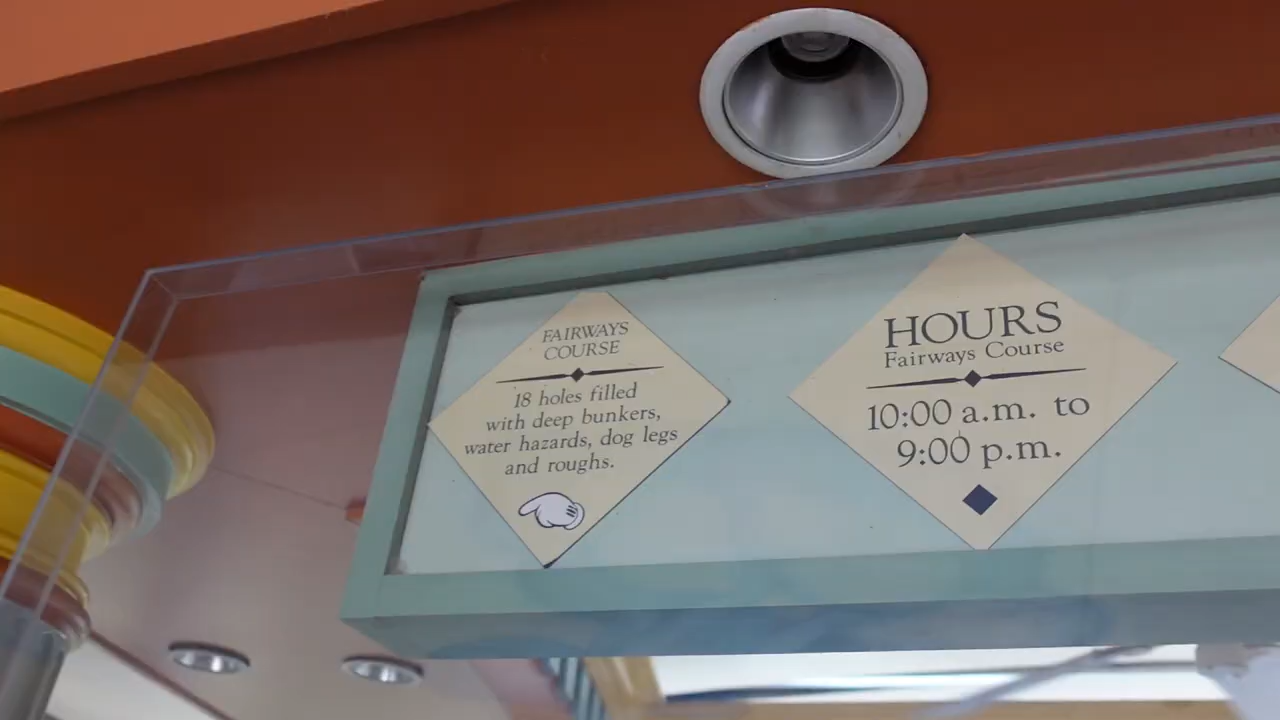 FAIRWAYS
COURSE
18 holes filled
with deep bunkers,
water hazards, dog legs
and roughs.
HOURS
Fairways Course
10:00 a.m. to
9:00 p.m.